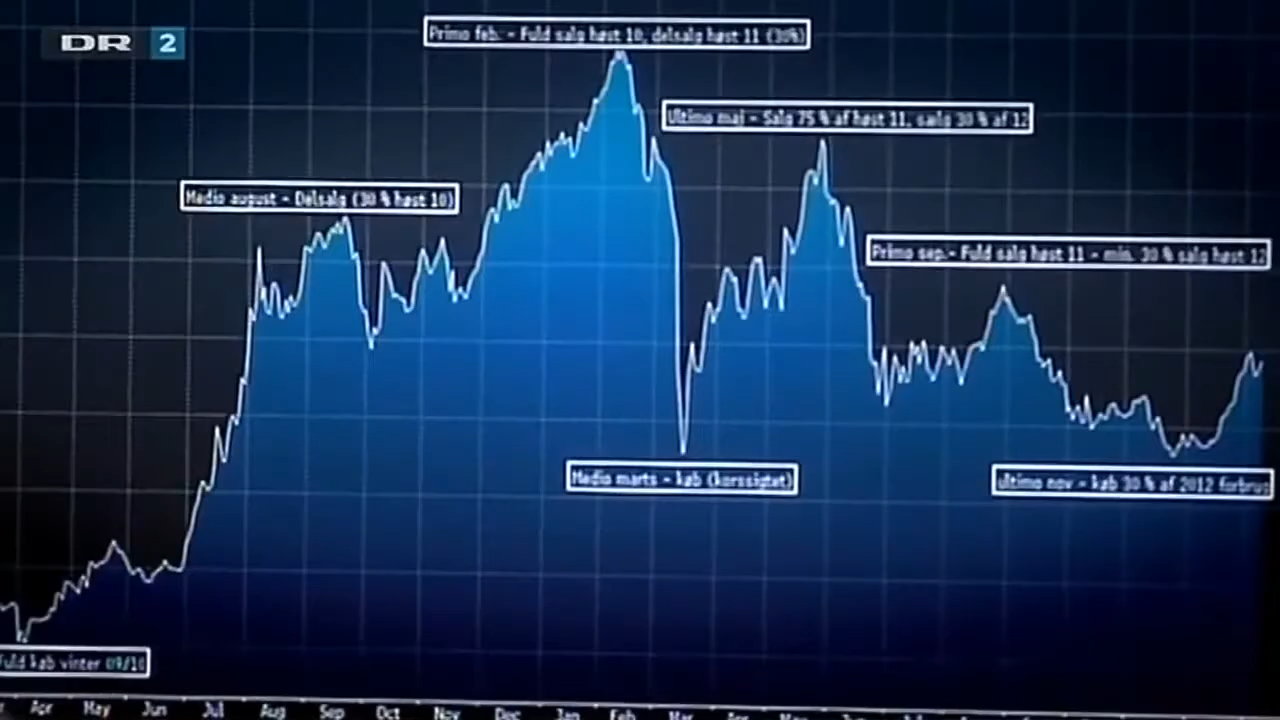 DR 2
Primo feb. - Fuld salg høst 10, delsalg høst 11 (30%)
Ultimo maj - Salg 75 % af høst 11, sælg 30 % af 12
Medio august - Delsalg (30 % høst 10)
Primo sep.- Fuld salg høst 11 - min. 30 % salg høst 12
Medio marts - køb (korssigtet)
ultimo nov - køb 30 % af 2012 forbrug
Fuld køb vinter 09/10
Apr May Jun Jul Aug Sep Oct Nov Dec Jan Feb Mar Apr May Jun